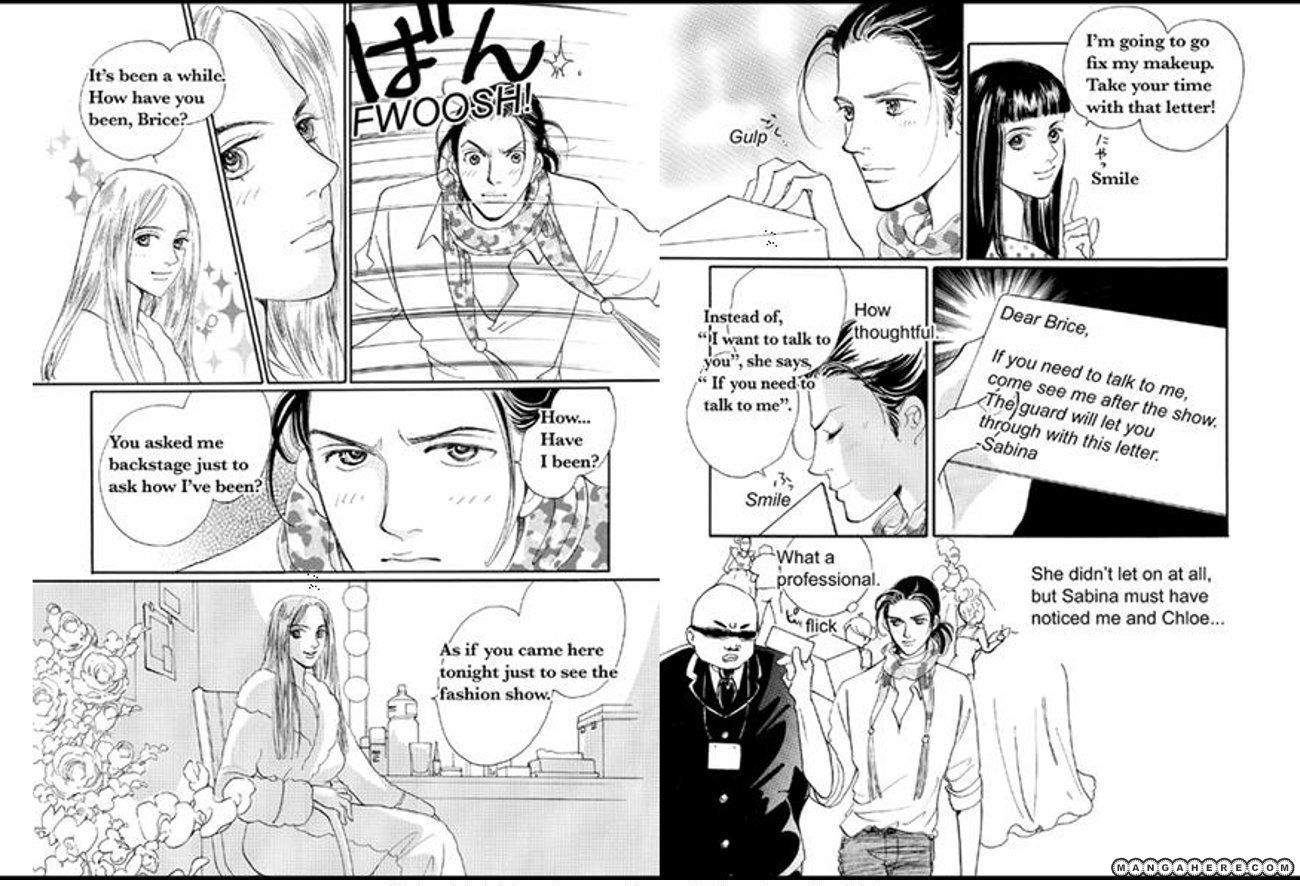 I'm going to go
fix my makeup.
Take your time
with that letter!
にやっ
Smile
Gulp
Dear Brice,
If you need to talk to me,
come see me after the show.
The guard will let you
through with this letter.
-Sabina
How
thoughtful.
Instead of,
“ I want to talk to
you”, she says,
“ If you need to
talk to me”.
ふっ
Smile
She didn't let on at all,
but Sabina must have
noticed me and Chloe...
What a
professional.
flick
ばん
FWOOSH!
It's been a while.
How have you
been, Brice?
How...
Have
I been?
You asked me
backstage just to
ask how I've been?
As if you came here
tonight just to see the
fashion show.
MANGAHERE.COM